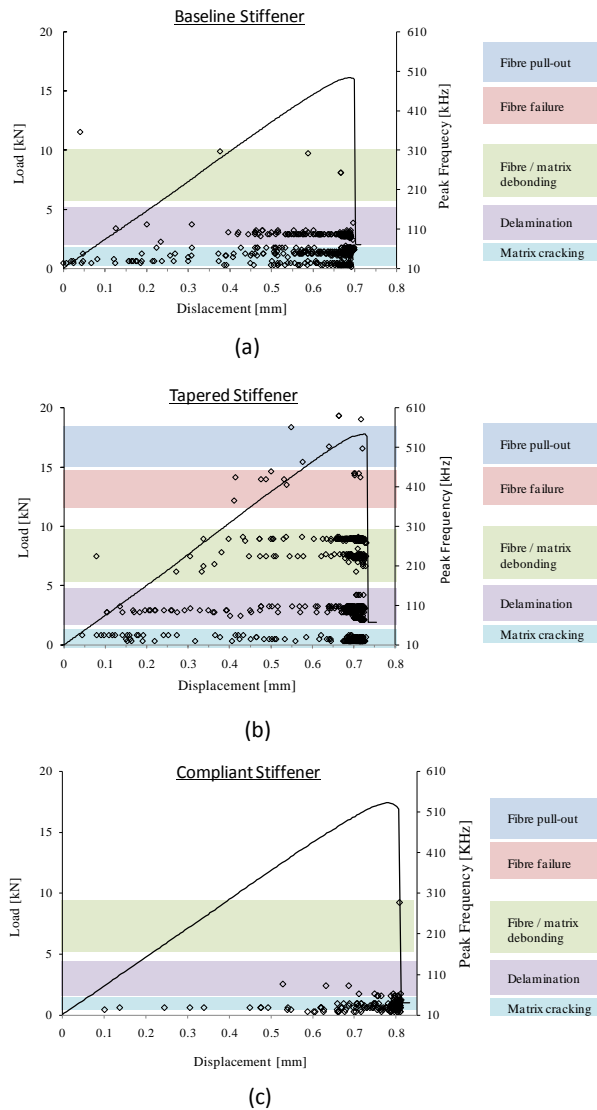 Baseline Stiffener
20
15
10
5
0
Load [kN]
610
510
410
310
210
110
10
Peak Frequecy [kHz]
0 0.1 0.2 0.3 0.4 0.5 0.6 0.7 0.8
Dislacement [mm]
Fibre pull-out
Fibre failure
Fibre / matrix
debonding
Delamination
Matrix cracking
(a)
Tapered Stiffener
20
15
10
5
0
Load [kN]
610
510
410
310
210
110
10
Peak Frequency [kHz]
0 0.1 0.2 0.3 0.4 0.5 0.6 0.7 0.8
Displacement [mm]
Fibre pull-out
Fibre failure
Fibre / matrix
debonding
Delamination
Matrix cracking
(b)
Compliant Stiffener
20
15
10
5
0
Load [kN]
610
510
410
310
210
110
10
Peak Frequency [KHz]
0 0.1 0.2 0.3 0.4 0.5 0.6 0.7 0.8
Displacement [mm]
Fibre pull-out
Fibre failure
Fibre / matrix
debonding
Delamination
Matrix cracking
(c)